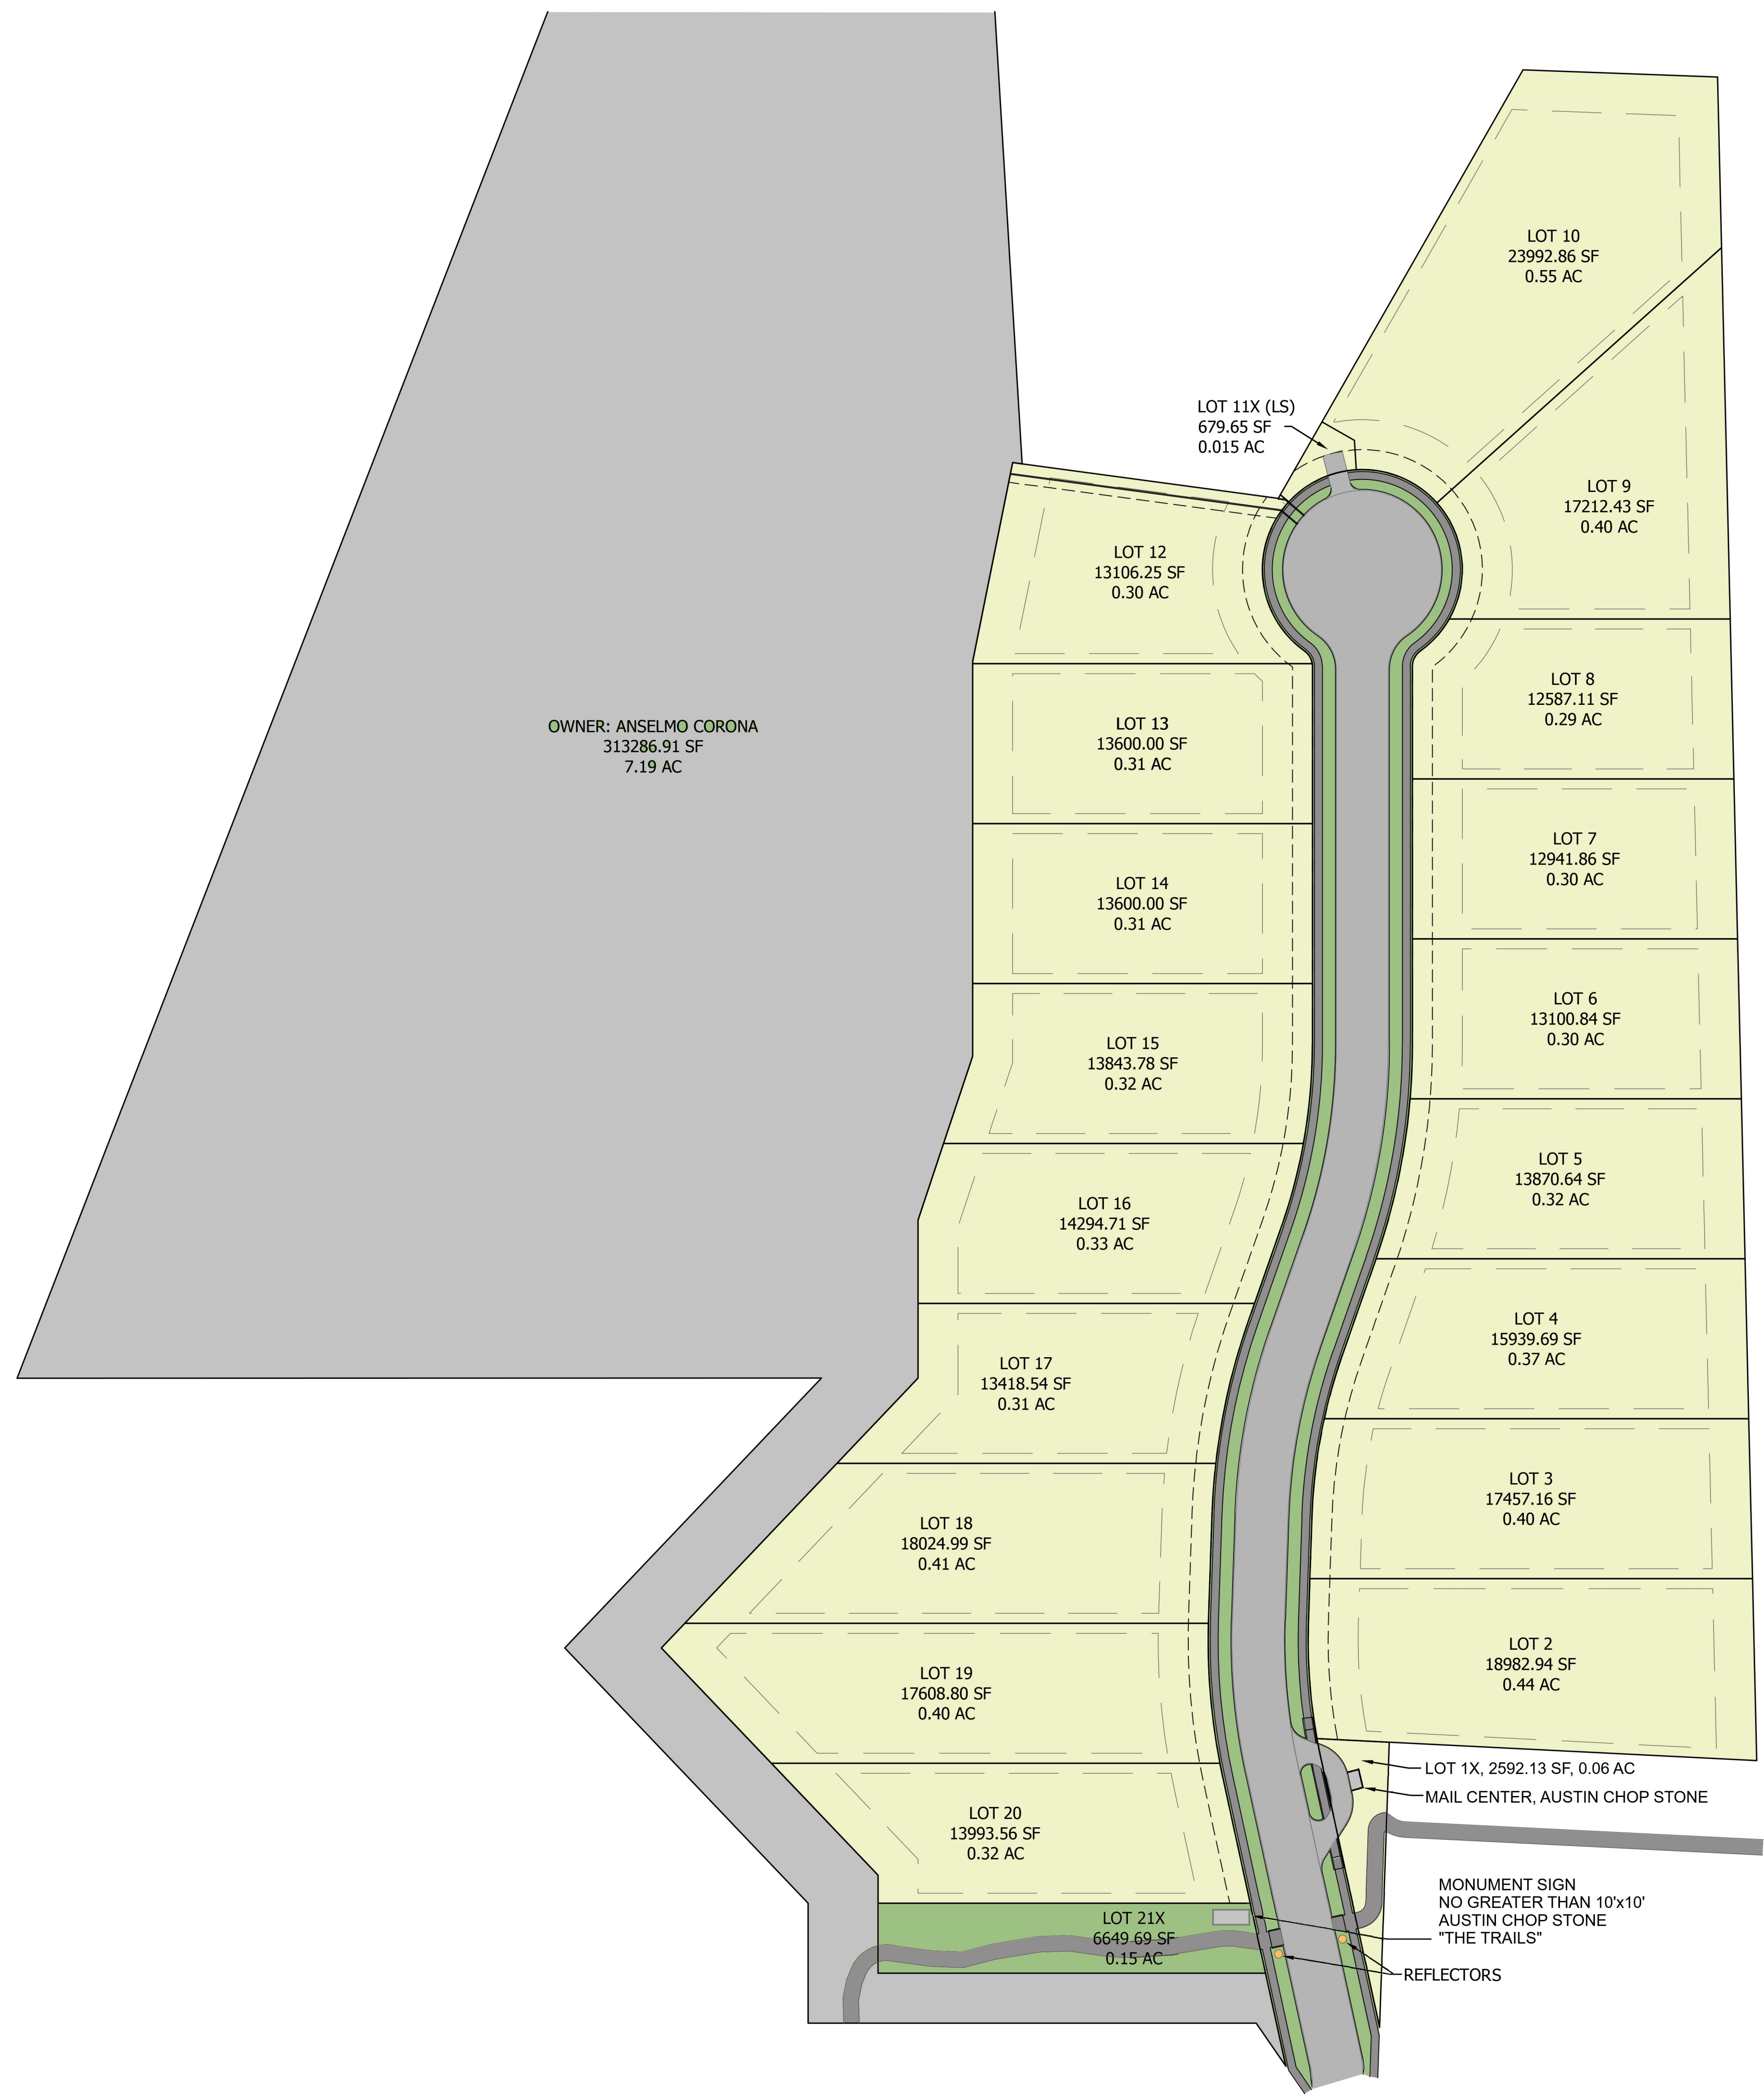 LOT 10
23992.86 SF
0.55 AC
LOT 11X (LS)
679.65 SF
0.015 AC
LOT 9
17212.43 SF
0.40 AC
LOT 12
13106.25 SF
0.30 AC
LOT 8
12587.11 SF
0.29 AC
OWNER: ANSELMO CORONA
313286.91 SF
7.19 AC
LOT 13
13600.00 SF
0.31 AC
LOT 7
12941.86 SF
0.30 AC
LOT 14
13600.00 SF
0.31 AC
LOT 6
13100.84 SF
0.30 AC
LOT 15
13843.78 SF
0.32 AC
LOT 5
13870.64 SF
0.32 AC
LOT 16
14294.71 SF
0.33 AC
LOT 4
15939.69 SF
0.37 AC
LOT 17
13418.54 SF
0.31 AC
LOT 3
17457.16 SF
0.40 AC
LOT 18
18024.99 SF
0.41 AC
LOT 2
18982.94 SF
0.44 AC
LOT 19
17608.80 SF
0.40 AC
LOT 1X, 2592.13 SF, 0.06 AC
MAIL CENTER, AUSTIN CHOP STONE
LOT 20
13993.56 SF
0.32 AC
MONUMENT SIGN
NO GREATER THAN 10'x10'
AUSTIN CHOP STONE
"THE TRAILS"
LOT 21X
6649.69 SF
0.15 AC
REFLECTORS